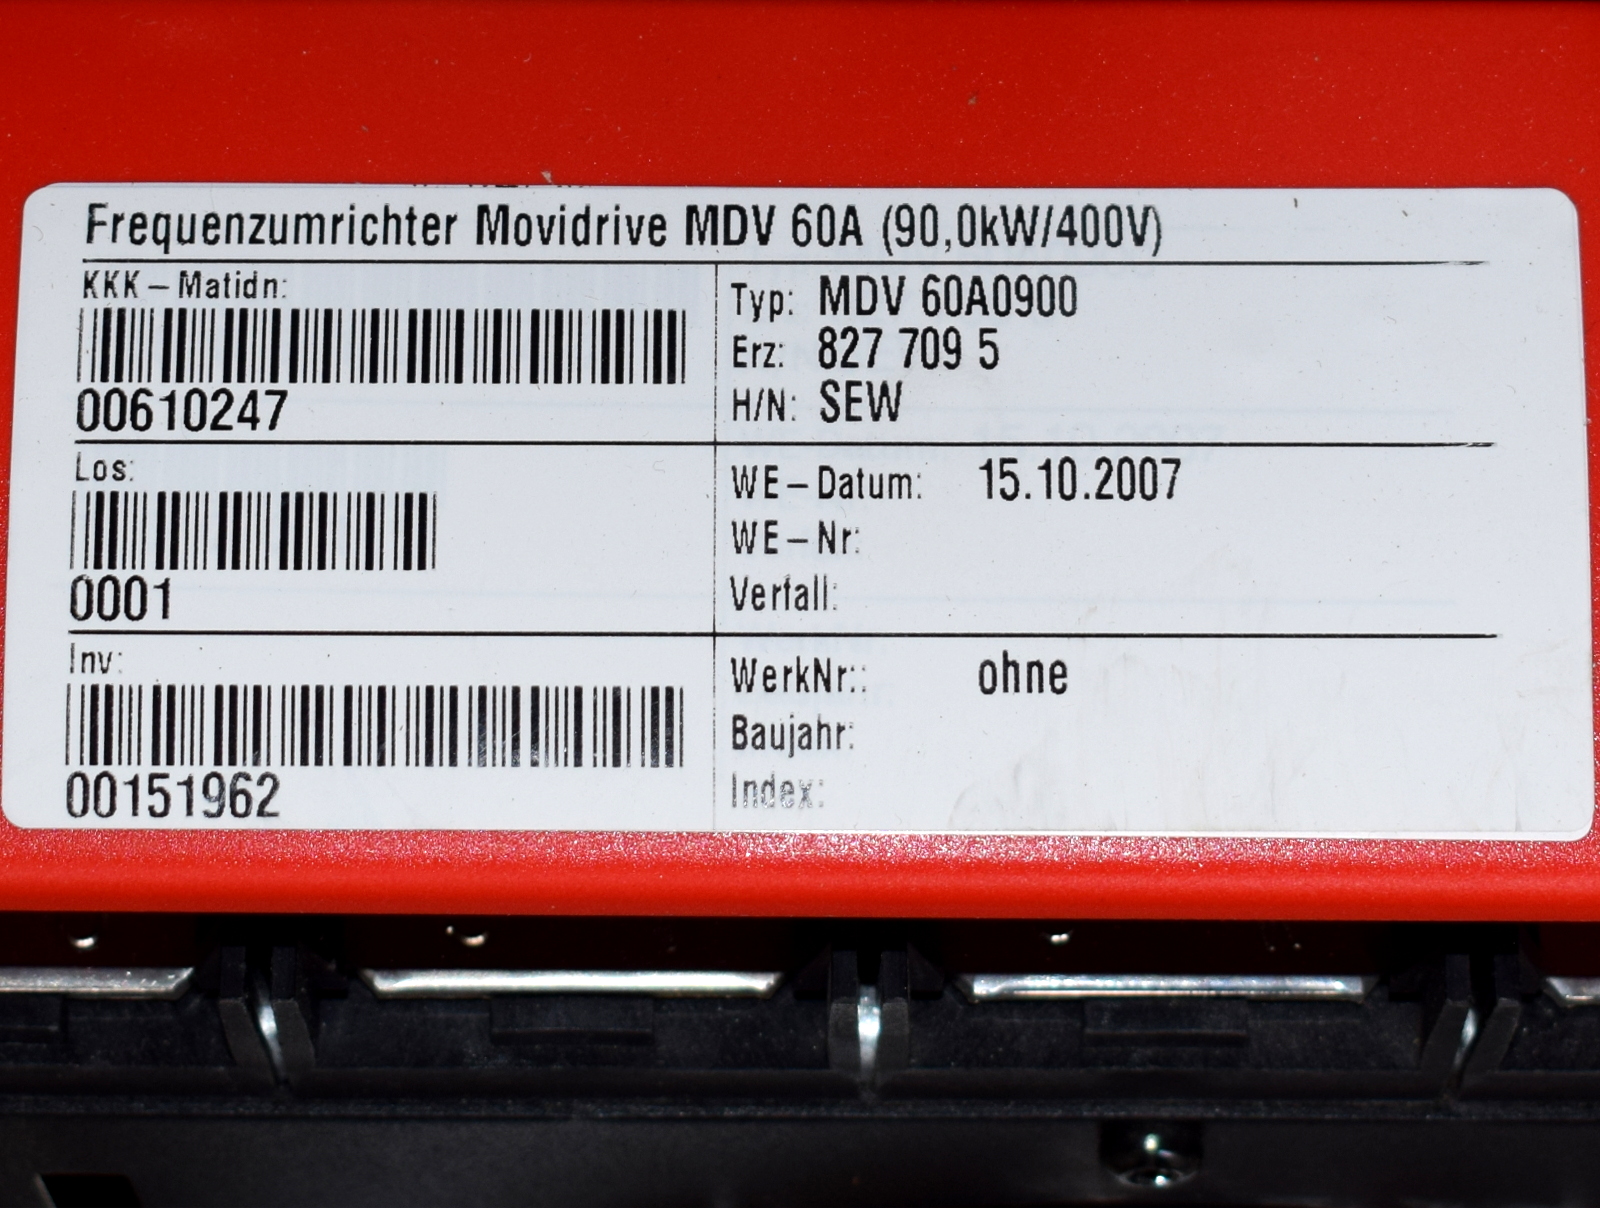 Frequenzumrichter Movidrive MDV 60A (90,0kW/400V)
KKK-Matidn:
00610247
Typ: MDV 60A0900
Erz: 827 709 5
H/N: SEW
Los:
0001
WE-Datum: 15.10.2007
WE-Nr:
Verfall:
Inv:
00151962
WerkNr:: ohne
Baujahr:
Index: